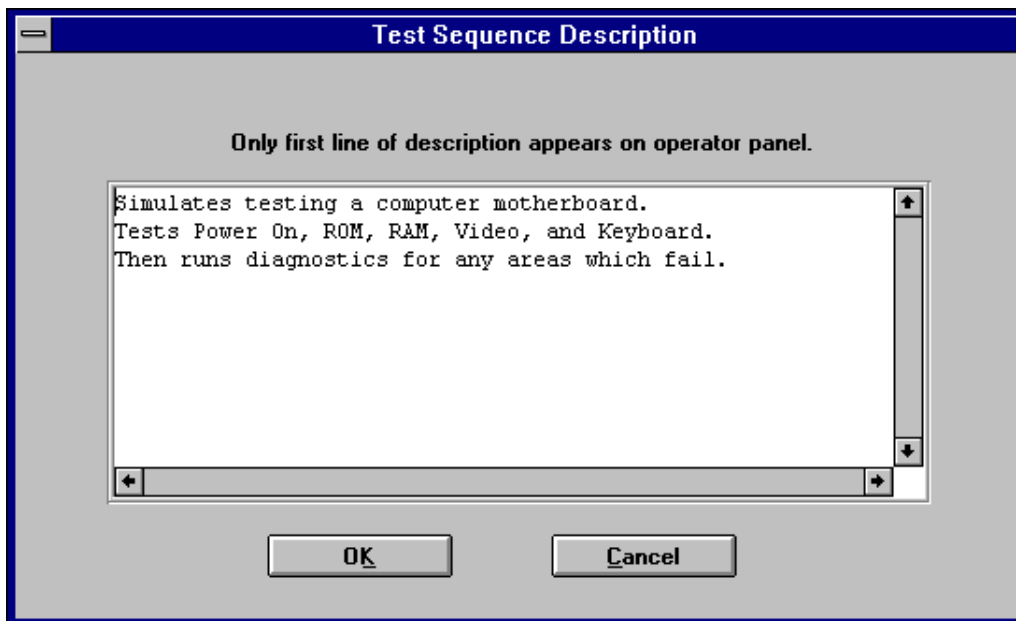 Test Sequence Description
Only first line of description appears on operator panel.
Simulates testing a computer motherboard.
Tests Power On, ROM, RAM, Video, and Keyboard.
Then runs diagnostics for any areas which fail.
OK
Cancel